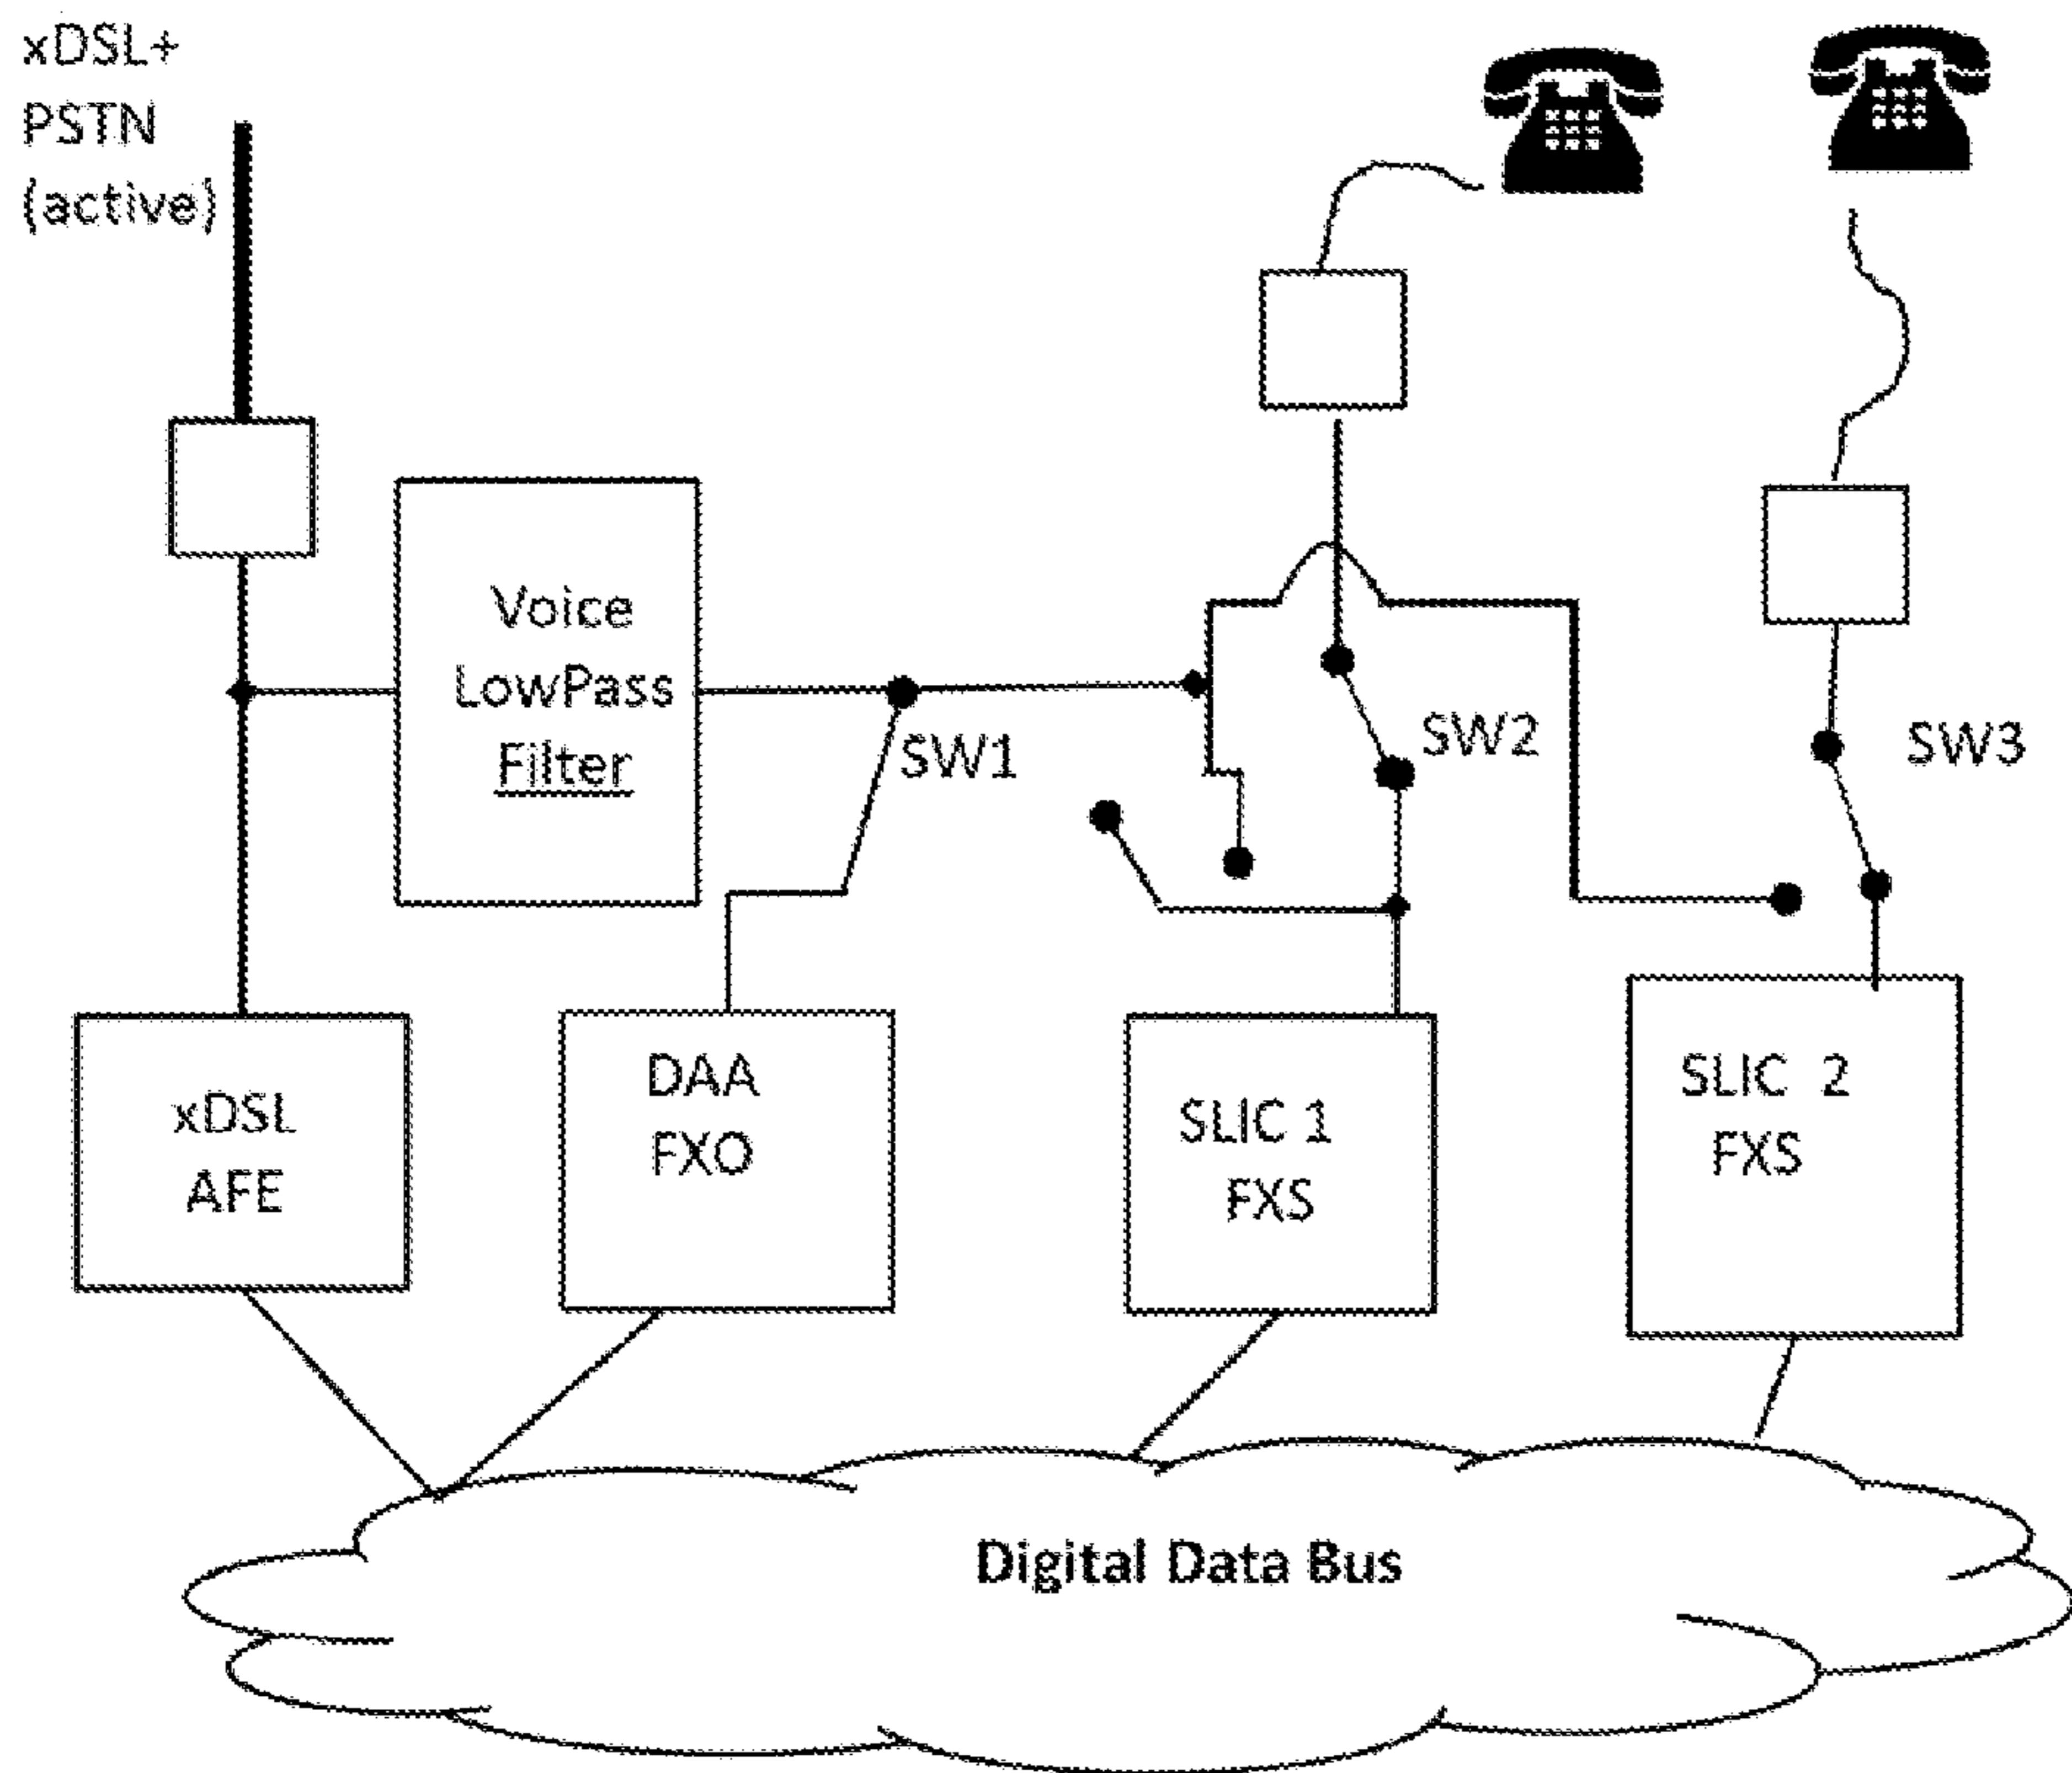 xDSL+
PSTN
(active)
Voice
LowPass
Filter
SW1
SW2
SW3
xDSL
AFE
DAA
FXO
SLIC 1
FXS
SLIC 2
FXS
Digital Data Bus